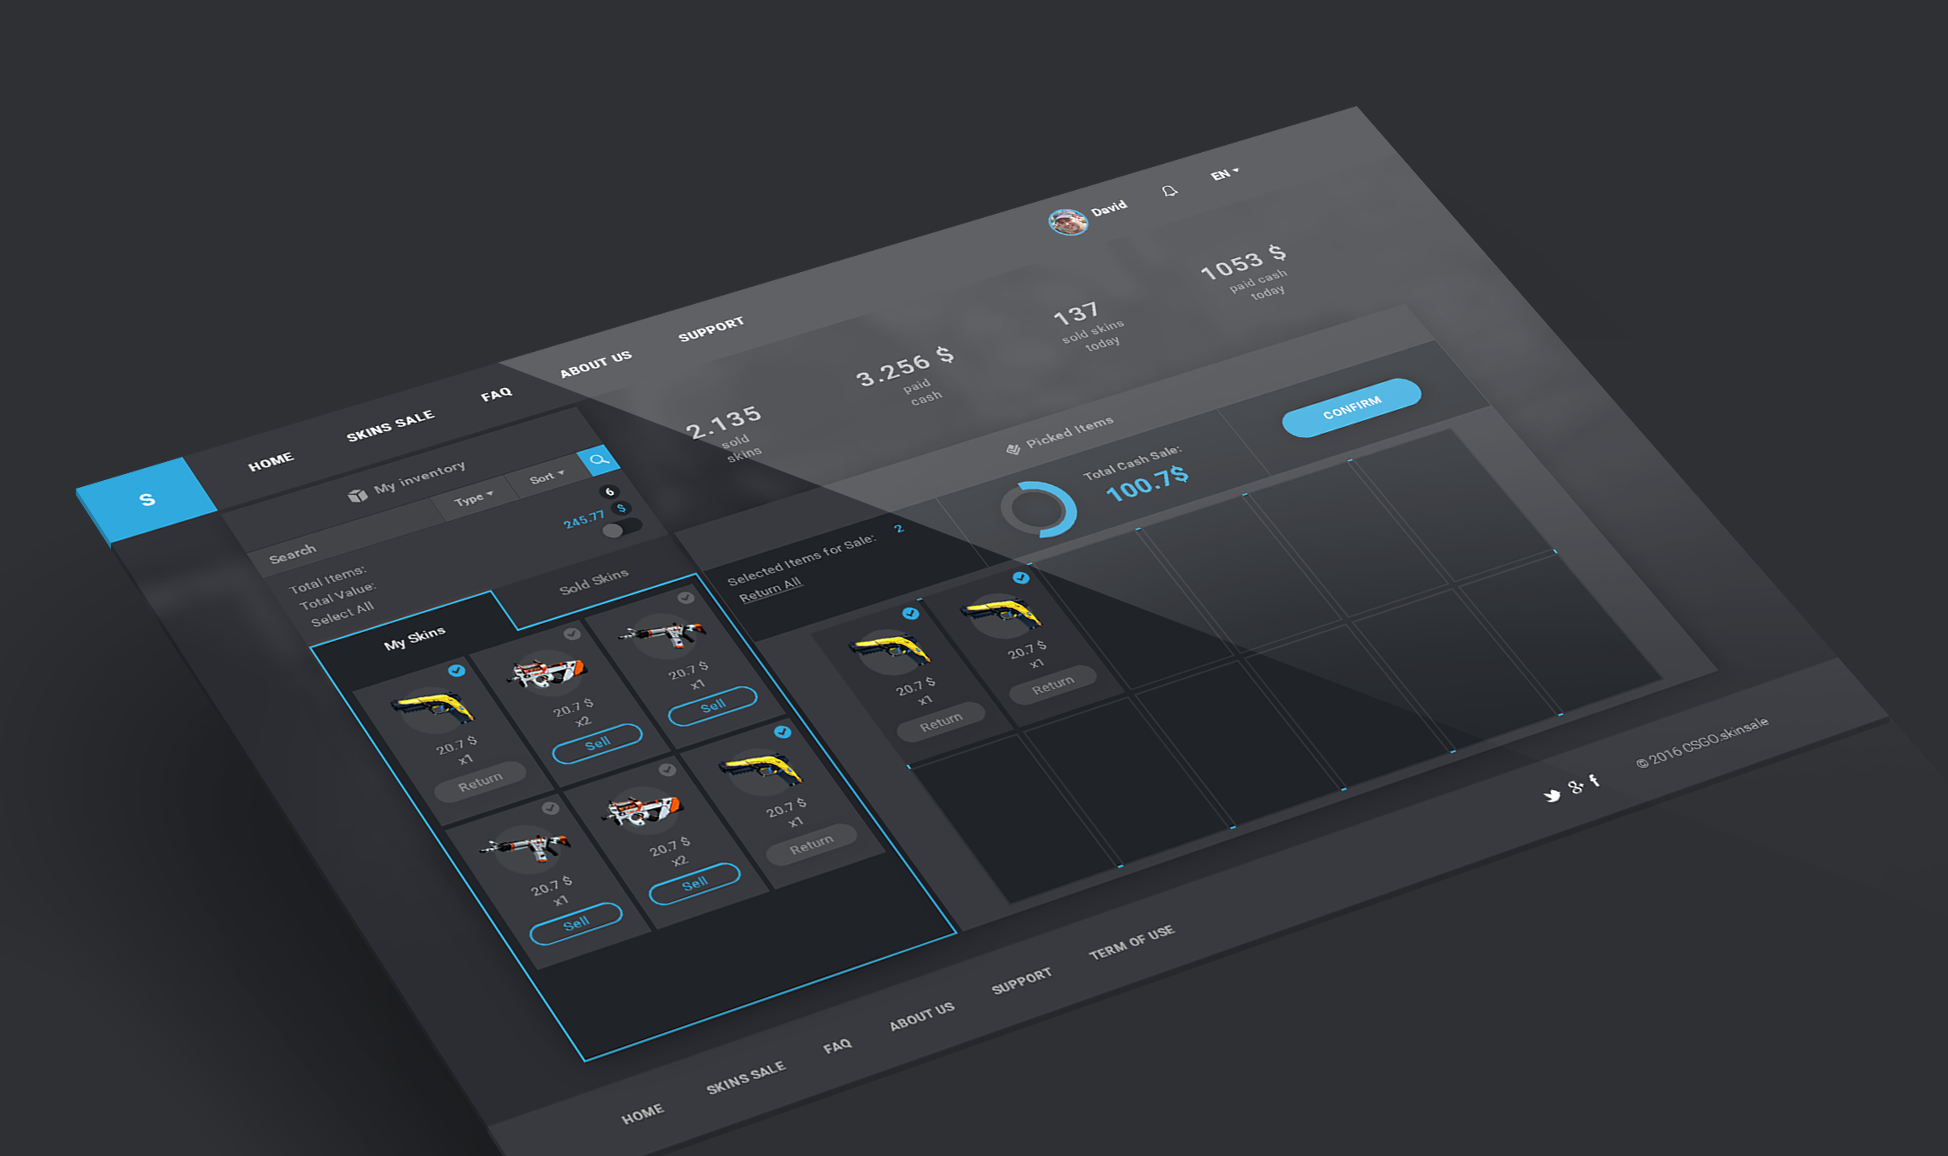 S
HOME
SKINS SALE
FAQ
ABOUT US
SUPPORT
David
EN
2.135
sold
skins
3.256 $
paid
cash
137
sold skins
today
1053 $
paid cash
today
My inventory
Search
Type
Sort
Total Items:
6
Total Value:
245.77 $
Select All
My Skins
Sold Skins
20.7 $
x1
Return
20.7 $
x2
Sell
20.7 $
x1
Sell
20.7 $
x1
Sell
20.7 $
x2
Sell
20.7 $
x1
Return
Picked Items
Selected Items for Sale: 2
Return All
Total Cash Sale:
100.7$
CONFIRM
20.7 $
x1
Return
20.7 $
x1
Return
HOME
SKINS SALE
FAQ
ABOUT US
SUPPORT
TERM OF USE
© 2016 CSGO.skinsale